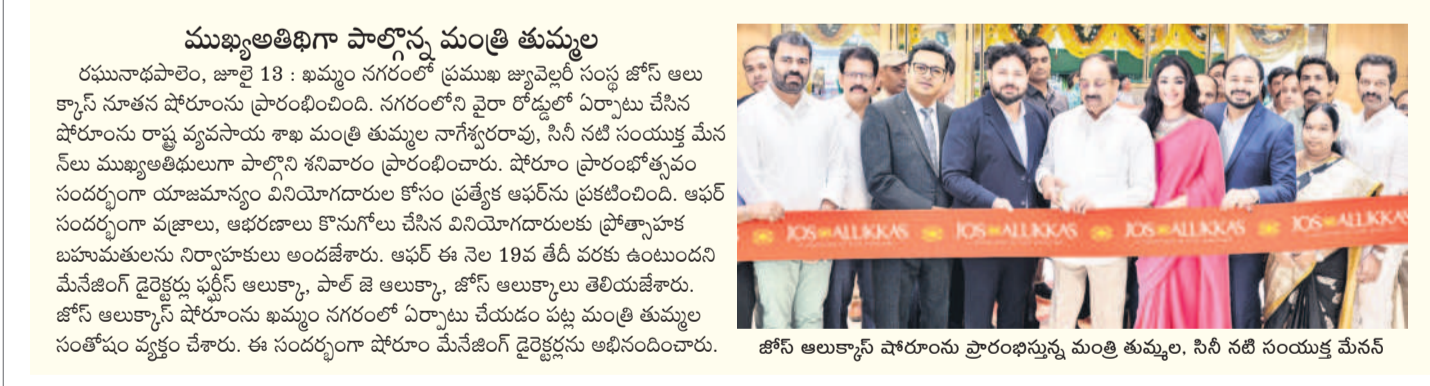 ముఖ్యఅతిథిగా పాల్గొన్న మంత్రి తుమ్మల
రఘునాథపాలెం, జూలై 13 : ఖమ్మం నగరంలో ప్రముఖ జ్యువెల్లరీ సంస్థ జోస్ ఆలు
క్కాస్ నూతన షోరూంను ప్రారంభించింది. నగరంలోని వైరా రోడ్డులో ఏర్పాటు చేసిన
షోరూంను రాష్ట్ర వ్యవసాయ శాఖ మంత్రి తుమ్మల నాగేశ్వరరావు, సినీ నటి సంయుక్త మేన
న్‌లు ముఖ్యఅతిథులుగా పాల్గొని శనివారం ప్రారంభించారు. షోరూం ప్రారంభోత్సవం
సందర్భంగా యాజమాన్యం వినియోగదారుల కోసం ప్రత్యేక ఆఫర్‌ను ప్రకటించింది. ఆఫర్
సందర్భంగా వజ్రాలు, ఆభరణాలు కొనుగోలు చేసిన వినియోగదారులకు ప్రోత్సాహక
బహుమతులను నిర్వాహకులు అందజేశారు. ఆఫర్ ఈ నెల 19వ తేదీ వరకు ఉంటుందని
మేనేజింగ్ డైరెక్టర్లు ఫర్ఘీస్ ఆలుక్కా, పాల్ జె ఆలుక్కా, జోస్ ఆలుక్కాలు తెలియజేశారు.
జోస్ ఆలుక్కాస్ షోరూంను ఖమ్మం నగరంలో ఏర్పాటు చేయడం పట్ల మంత్రి తుమ్మల
సంతోషం వ్యక్తం చేశారు. ఈ సందర్భంగా షోరూం మేనేజింగ్ డైరెక్టర్లను అభినందించారు.
JOS ALUKKAS JOS ALUKKAS JOS ALUKKAS JOS ALUKKAS
జోస్ ఆలుక్కాస్ షోరూంను ప్రారంభిస్తున్న మంత్రి తుమ్మల, సినీ నటి సంయుక్త మేనన్